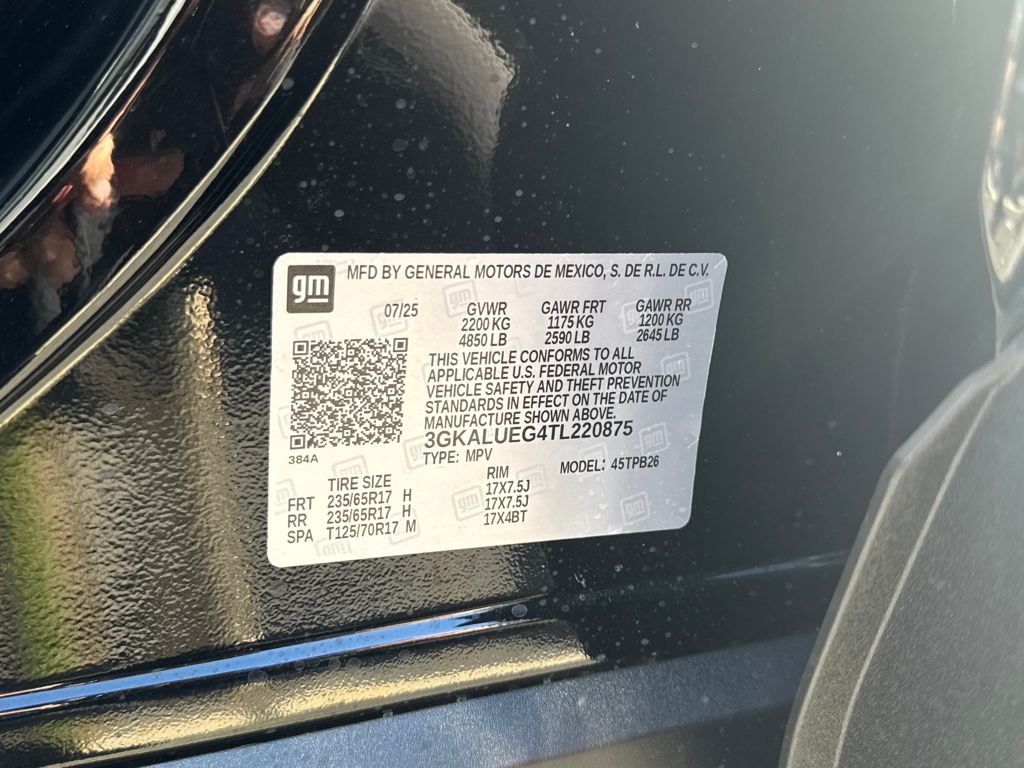 gm MFD BY GENERAL MOTORS DE MEXICO, S. DE R.L. DE C.V.
07/25 GVWR GAWR FRT GAWR RR
2200 KG 1175 KG 1200 KG
4850 LB 2590 LB 2645 LB
THIS VEHICLE CONFORMS TO ALL
APPLICABLE U.S. FEDERAL MOTOR
VEHICLE SAFETY AND THEFT PREVENTION
STANDARDS IN EFFECT ON THE DATE OF
MANUFACTURE SHOWN ABOVE.
3GKALUEG4TL220875
384A
TYPE: MPV MODEL: 45TPB26
TIRE SIZE RIM
FRT 235/65R17 H 17X7.5J
RR 235/65R17 H 17X7.5J
SPA T125/70R17 M 17X4BT